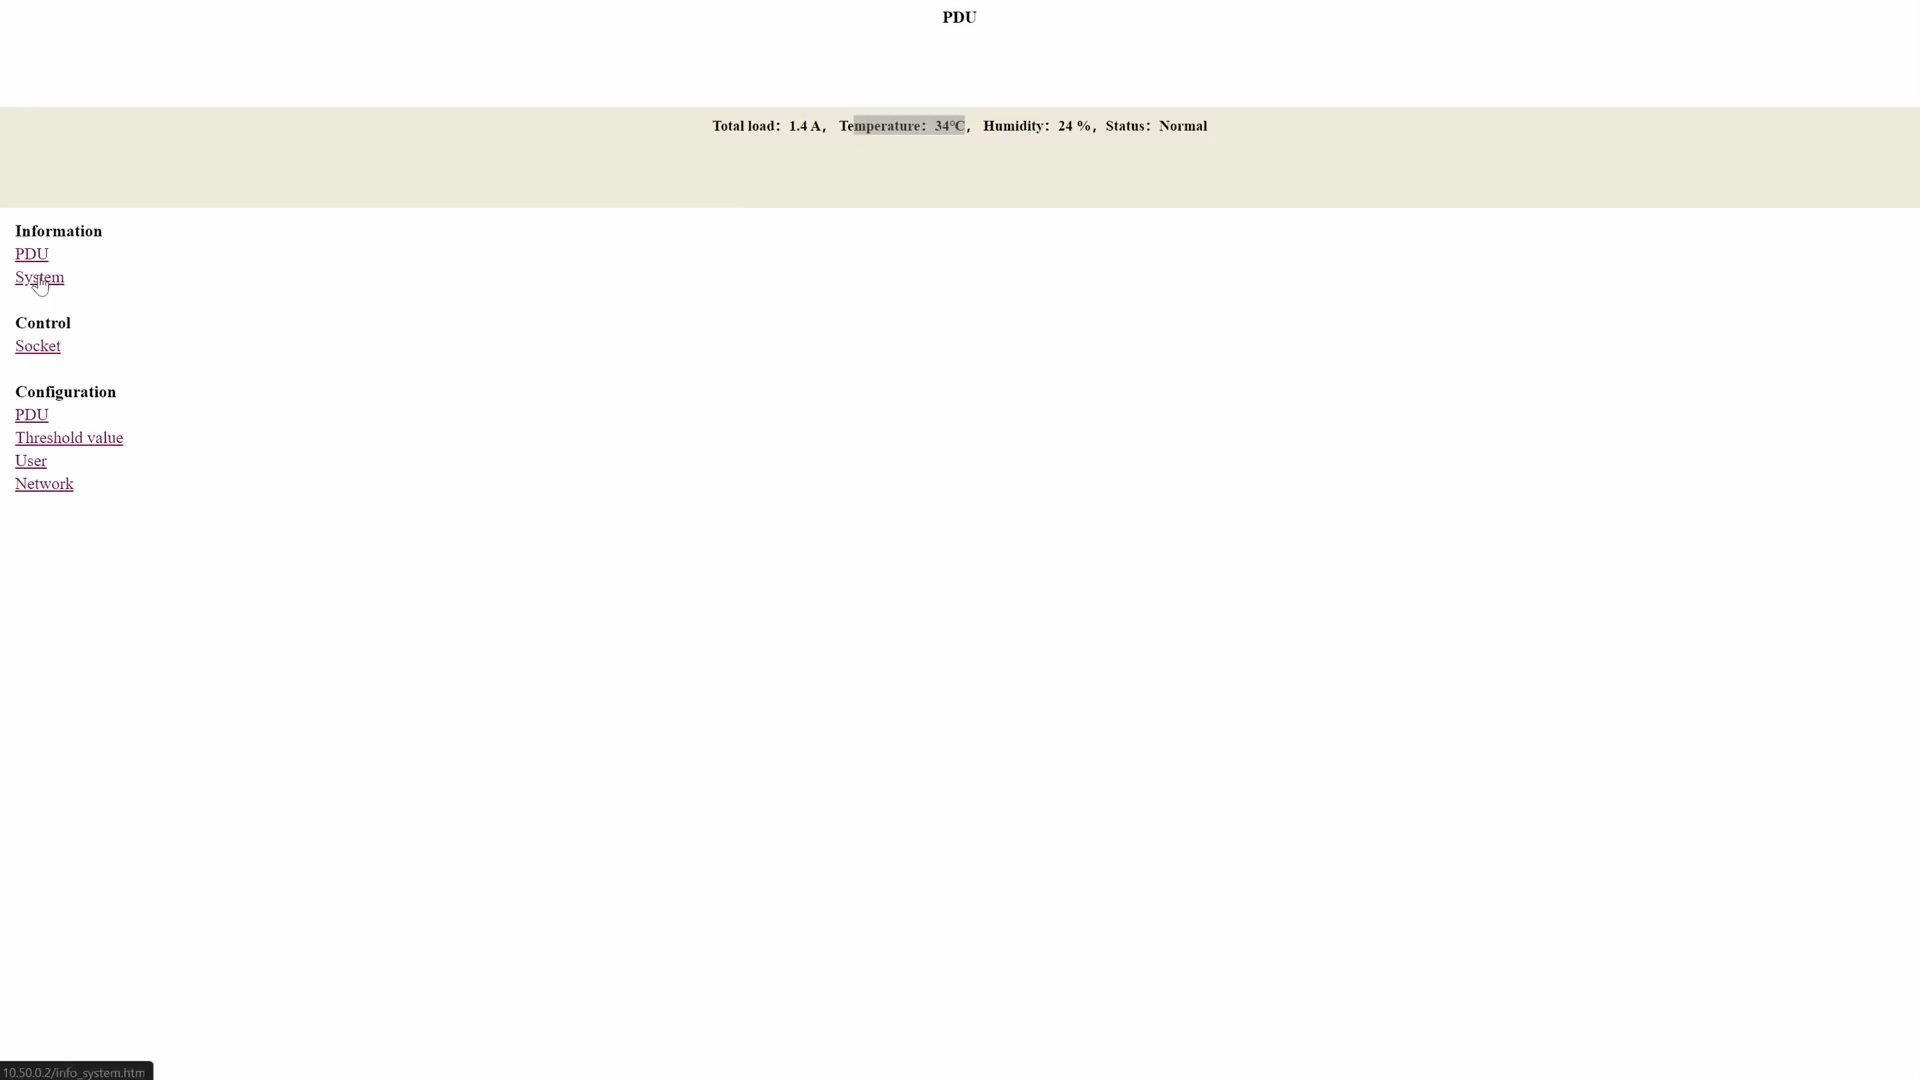 PDU
Total load: 1.4 A, Temperature: 34°C, Humidity: 24 %, Status: Normal
Information
PDU
System
Control
Socket
Configuration
PDU
Threshold value
User
Network
10.50.0.2/info_system.htm